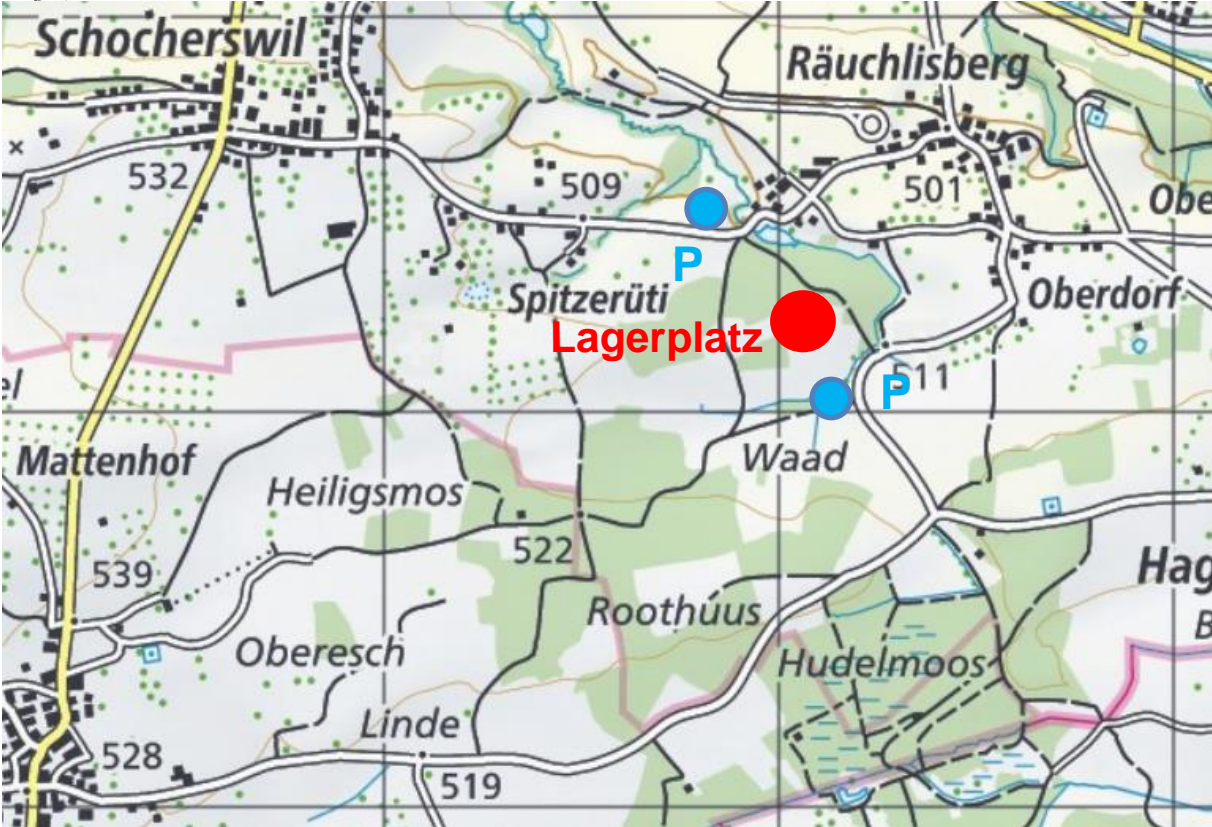 Schocherswil
Räuchlisberg
532
509
501
Obe
P
Spitzerüti
Oberdorf
Lagerplatz
511
P
el
Mattenhof
Waad
Heiligsmos
522
539
Hag
Roothuus
B
Oberesch
Hudelmoos
Linde
528
519